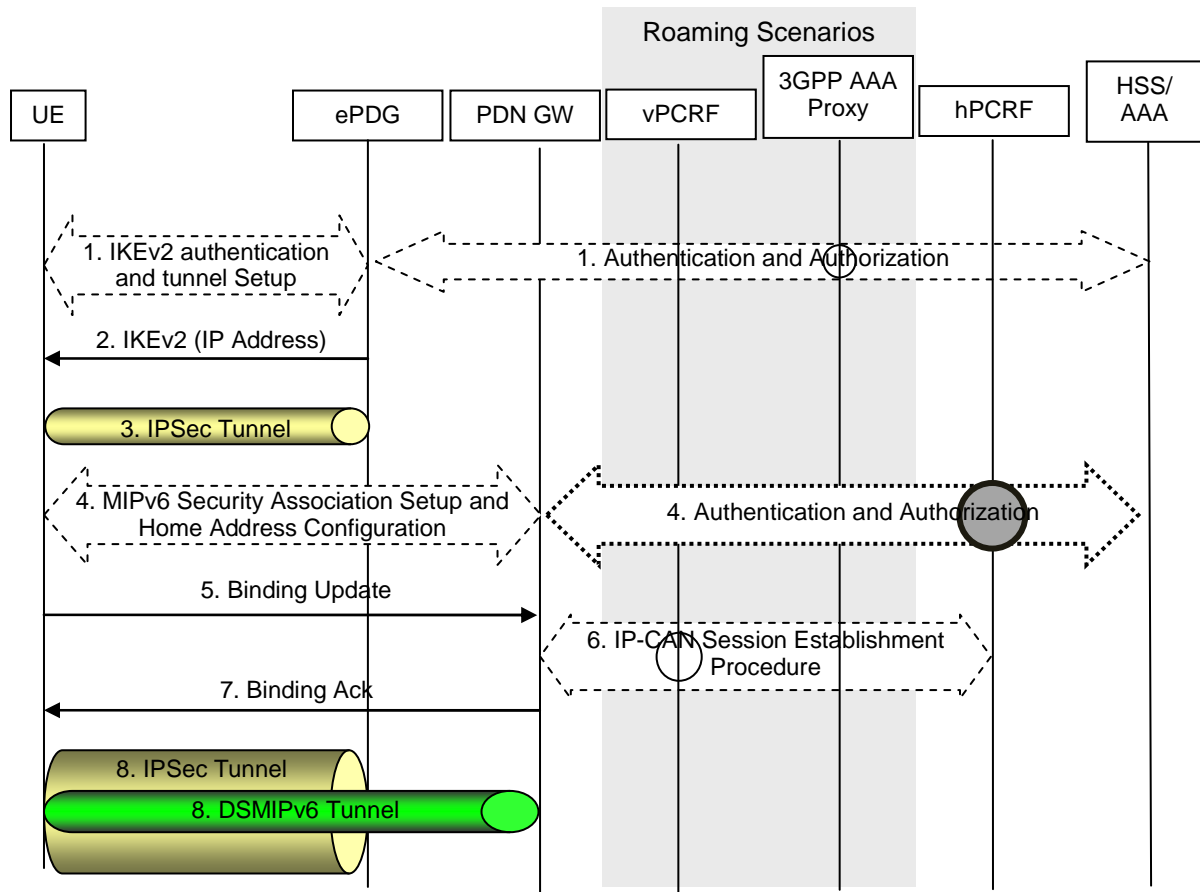 Roaming Scenarios
UE
ePDG
PDN GW
vPCRF
3GPP AAA
Proxy
hPCRF
HSS/
AAA
1. IKEv2 authentication
and tunnel Setup
1. Authentication and Authorization
2. IKEv2 (IP Address)
3. IPSec Tunnel
4. MIPv6 Security Association Setup and
Home Address Configuration
4. Authentication and Authorization
5. Binding Update
6. IP-CAN Session Establishment
Procedure
7. Binding Ack
8. IPSec Tunnel
8. DSMIPv6 Tunnel